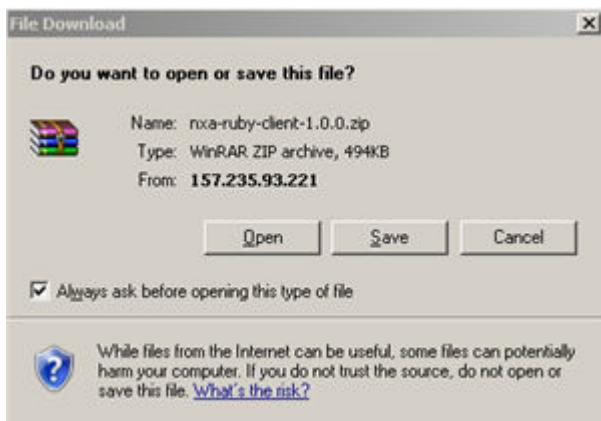 File Download
Do you want to open or save this file?
Name: nxa-ruby-client-1.0.0.zip
Type: WinRAR ZIP archive, 494KB
From: 157.235.93.221
Open Save Cancel
Always ask before opening this type of file
While files from the Internet can be useful, some files can potentially
harm your computer. If you do not trust the source, do not open or
save this file. What's the risk?